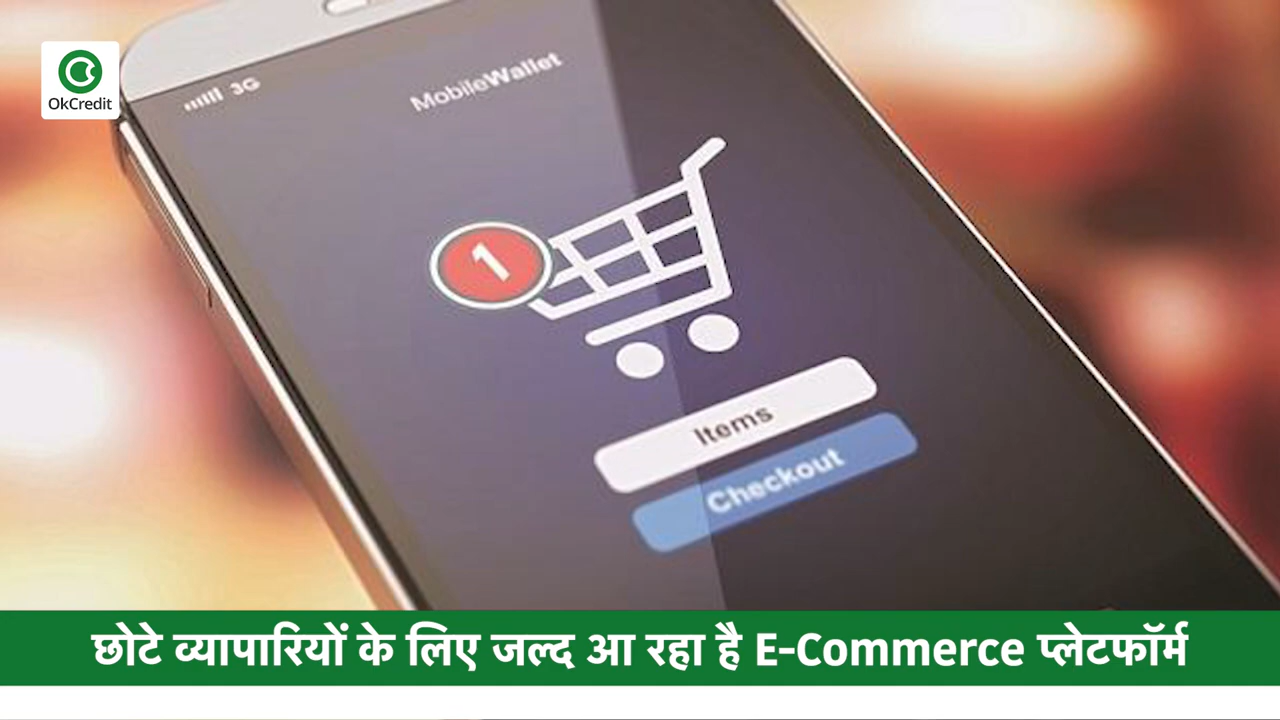 OkCredit
3G
MobileWallet
1
Items
Checkout
छोटे व्यापारियों के लिए जल्द आ रहा है E-Commerce प्लेटफॉर्म